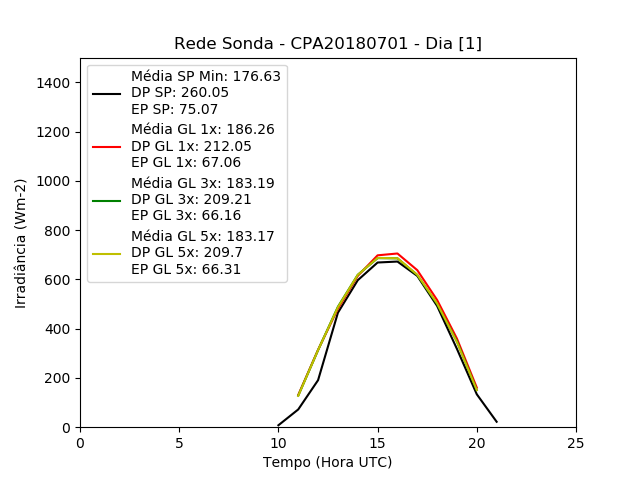 Rede Sonda - CPA20180701 - Dia [1]
Média SP Min: 176.63
DP SP: 260.05
EP SP: 75.07
Média GL 1x: 186.26
DP GL 1x: 212.05
EP GL 1x: 67.06
Média GL 3x: 183.19
DP GL 3x: 209.21
EP GL 3x: 66.16
Média GL 5x: 183.17
DP GL 5x: 209.7
EP GL 5x: 66.31
Irradiância (Wm-2)
1400
1200
1000
800
600
400
200
0
0 5 10 15 20 25
Tempo (Hora UTC)